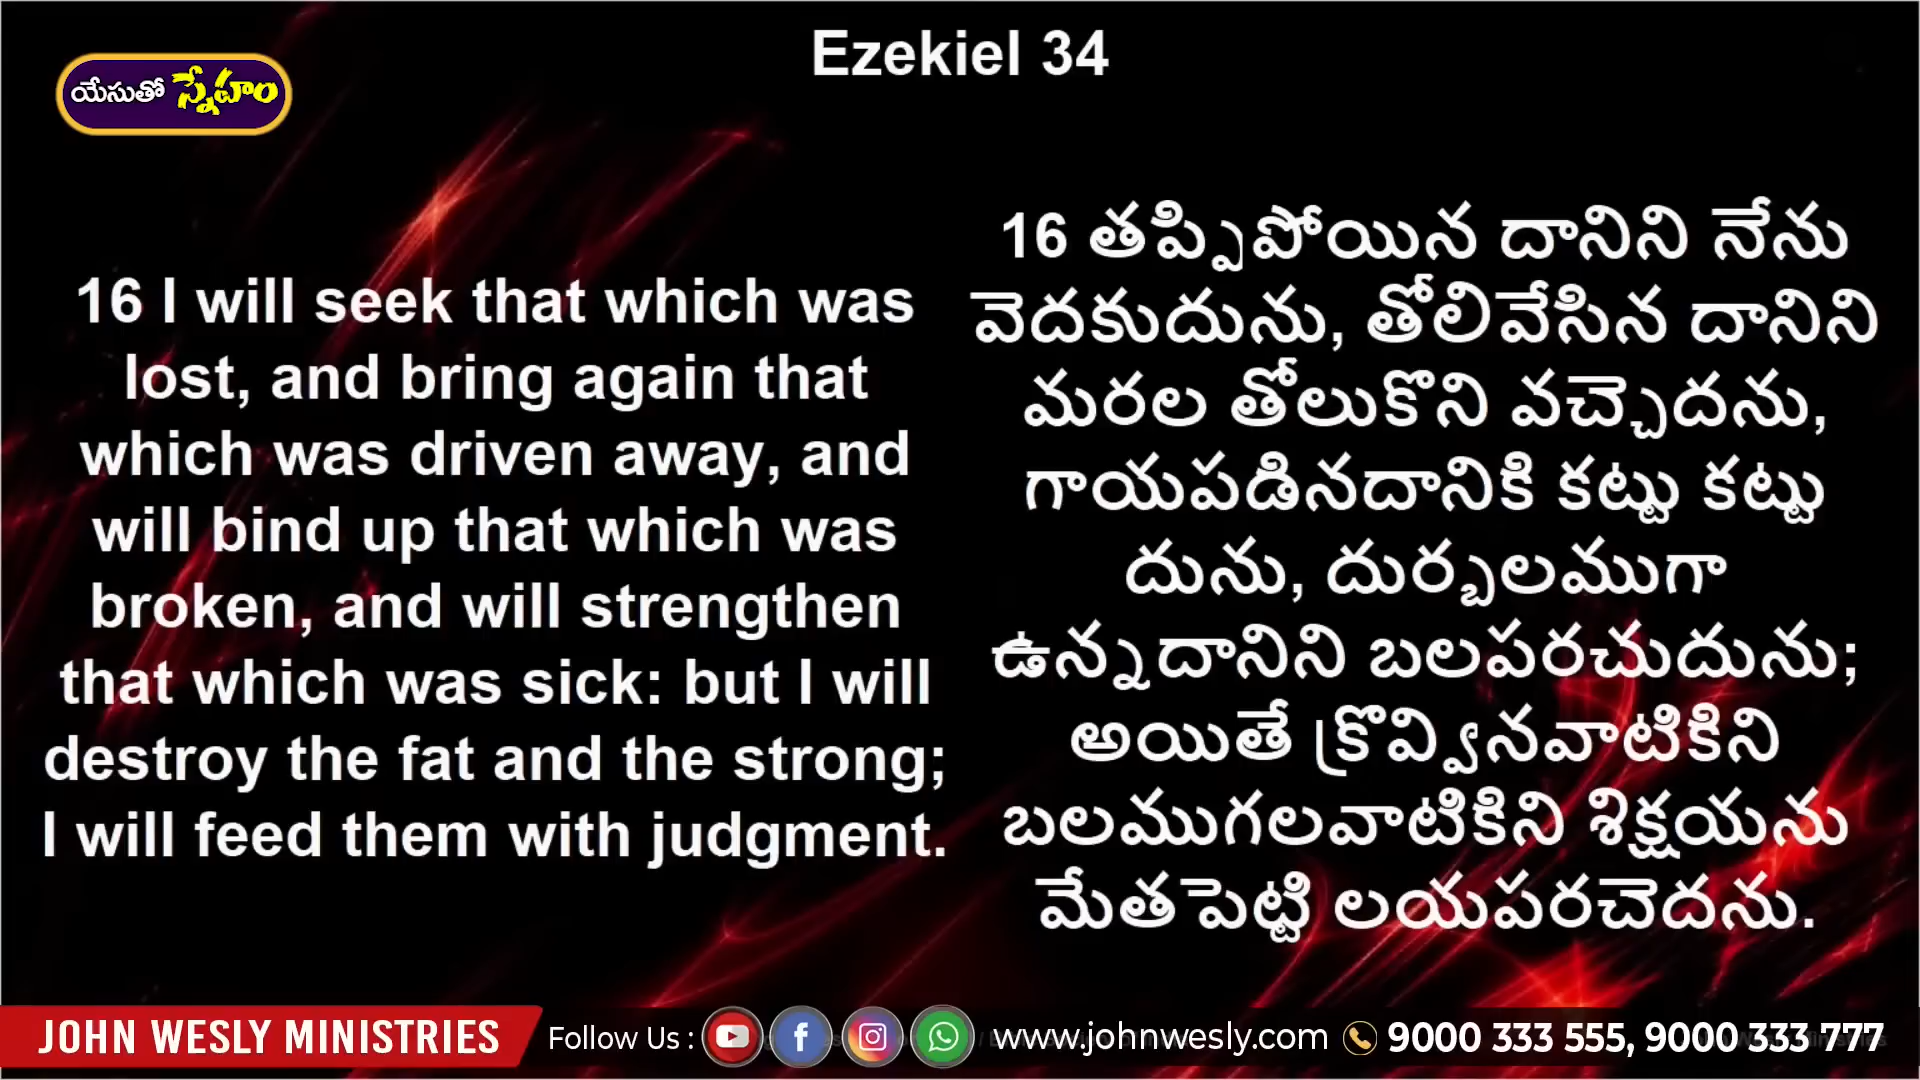 Ezekiel 34
యేసుతో స్నేహం
16 I will seek that which was
lost, and bring again that
which was driven away, and
will bind up that which was
broken, and will strengthen
that which was sick: but I will
destroy the fat and the strong;
I will feed them with judgment.
16 తప్పిపోయిన దానిని నేను
వెదకుదును, తోలివేసిన దానిని
మరల తోలుకొని వచ్చెదను,
గాయపడినదానికి కట్టు కట్టు
దును, దుర్బలముగా
ఉన్నదానిని బలపరచుదును;
అయితే క్రొవ్వినవాటికిని
బలముగలవాటికిని శిక్షయను
మేతపెట్టి లయపరచెదను.
JOHN WESLY MINISTRIES Follow Us : www.johnwesly.com 9000 333 555, 9000 333 777